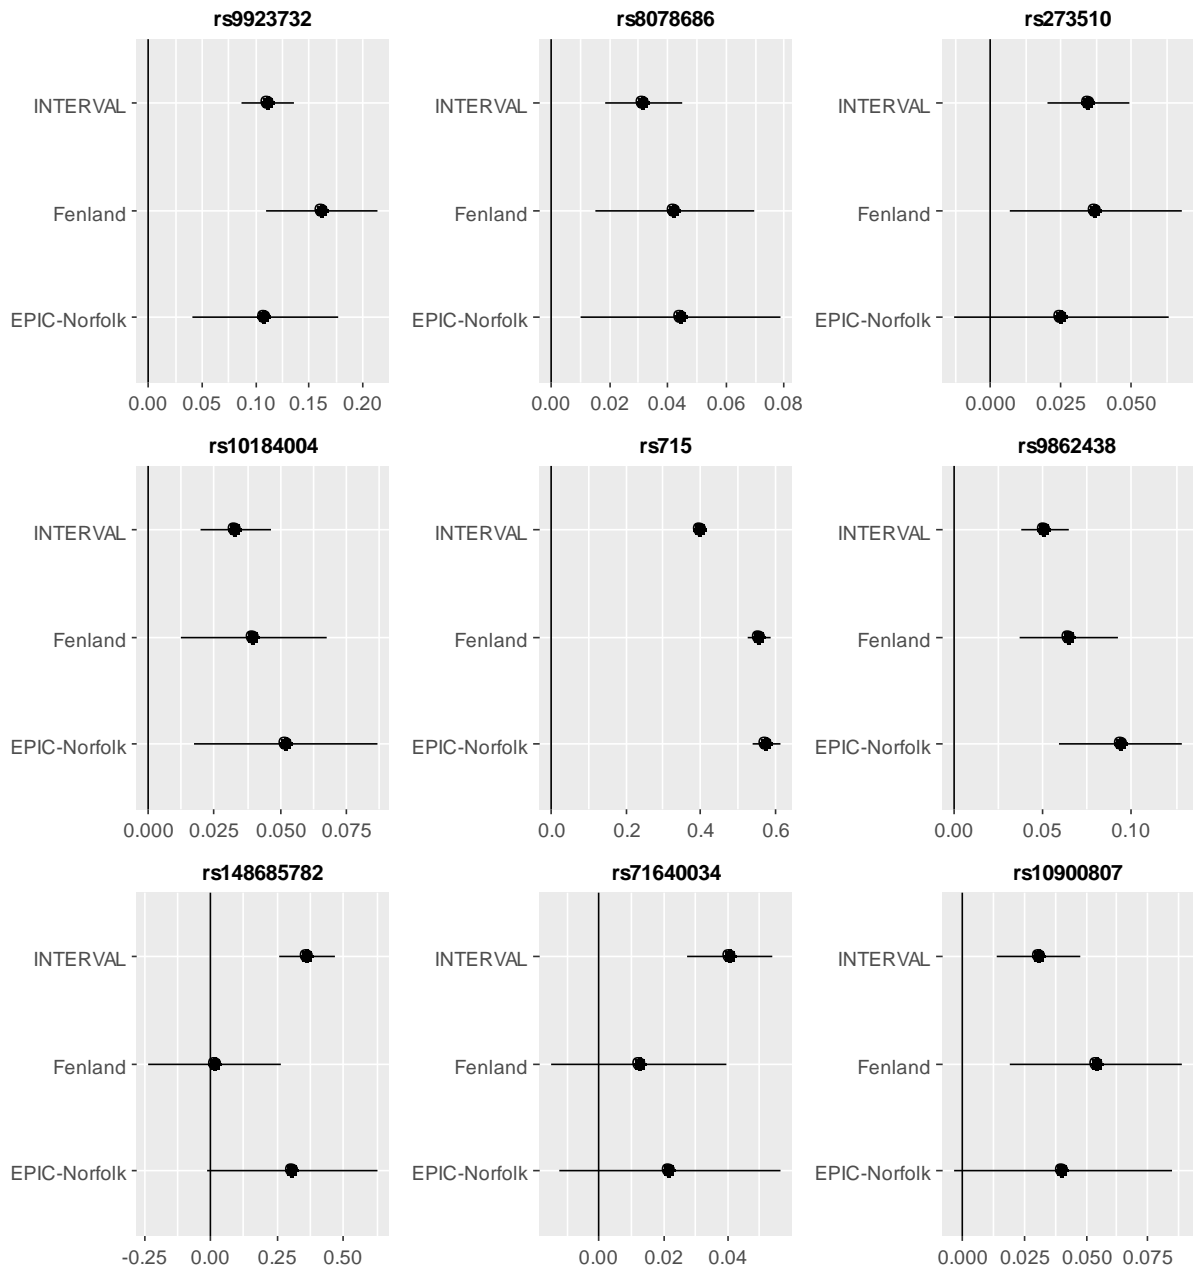 rs9923732
INTERVAL
Fenland
EPIC-Norfolk
0.00 0.05 0.10 0.15 0.20
rs8078686
INTERVAL
Fenland
EPIC-Norfolk
0.00 0.02 0.04 0.06 0.08
rs273510
INTERVAL
Fenland
EPIC-Norfolk
0.000 0.025 0.050
rs10184004
INTERVAL
Fenland
EPIC-Norfolk
0.000 0.025 0.050 0.075
rs715
INTERVAL
Fenland
EPIC-Norfolk
0.0 0.2 0.4 0.6
rs9862438
INTERVAL
Fenland
EPIC-Norfolk
0.00 0.05 0.10
rs148685782
INTERVAL
Fenland
EPIC-Norfolk
-0.25 0.00 0.25 0.50
rs71640034
INTERVAL
Fenland
EPIC-Norfolk
0.00 0.02 0.04
rs10900807
INTERVAL
Fenland
EPIC-Norfolk
0.000 0.025 0.050 0.075